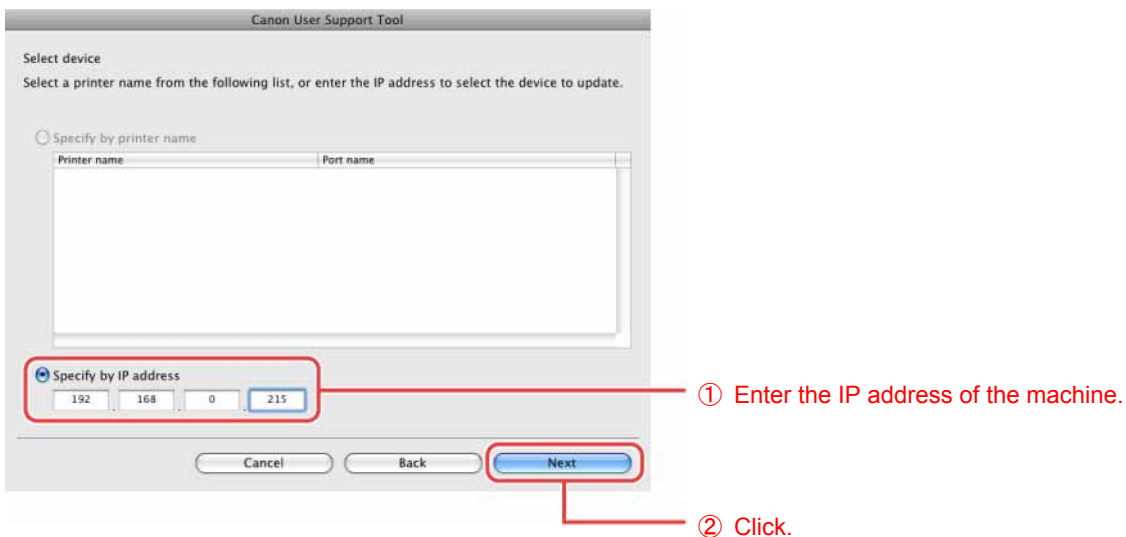 Canon User Support Tool
Select device
Select a printer name from the following list, or enter the IP address to select the device to update.
Specify by printer name
Printer name Port name
Specify by IP address
192 . 168 . 0 . 215
① Enter the IP address of the machine.
Cancel Back Next
② Click.